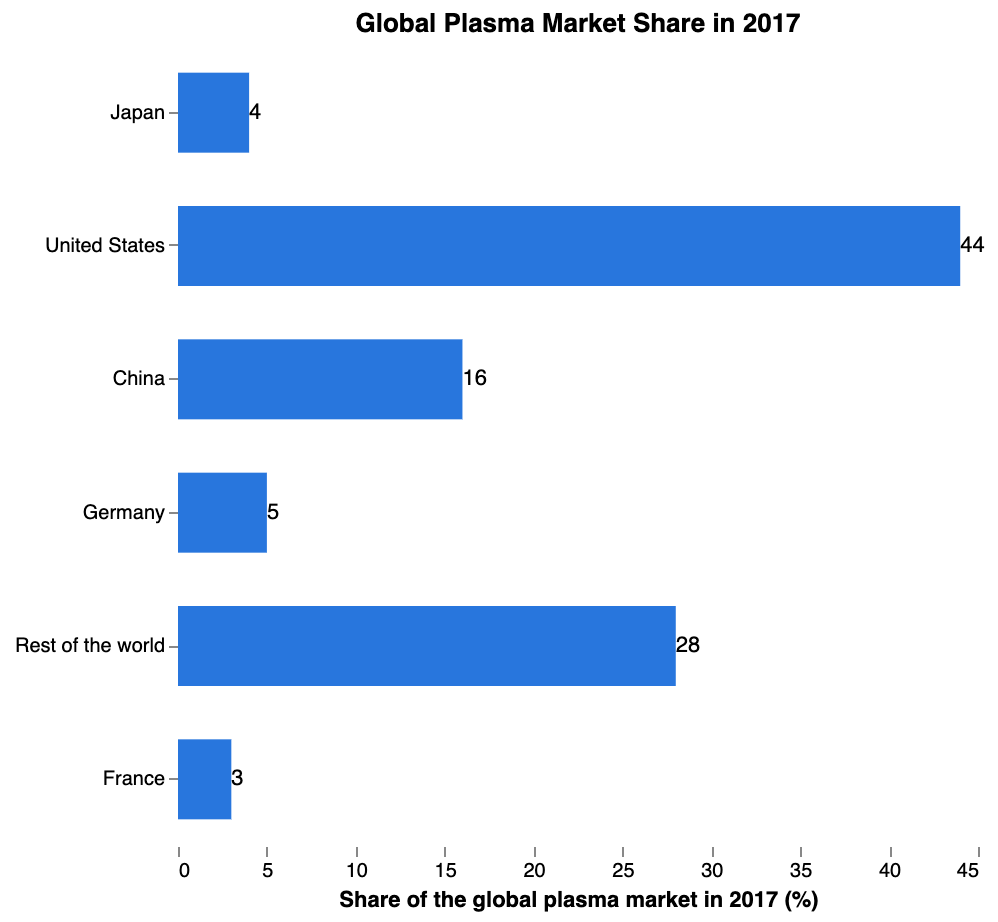 Global Plasma Market Share in 2017
Japan
4
United States
44
China
16
Germany
5
Rest of the world
28
France
3
0 5 10 15 20 25 30 35 40 45
Share of the global plasma market in 2017 (%)